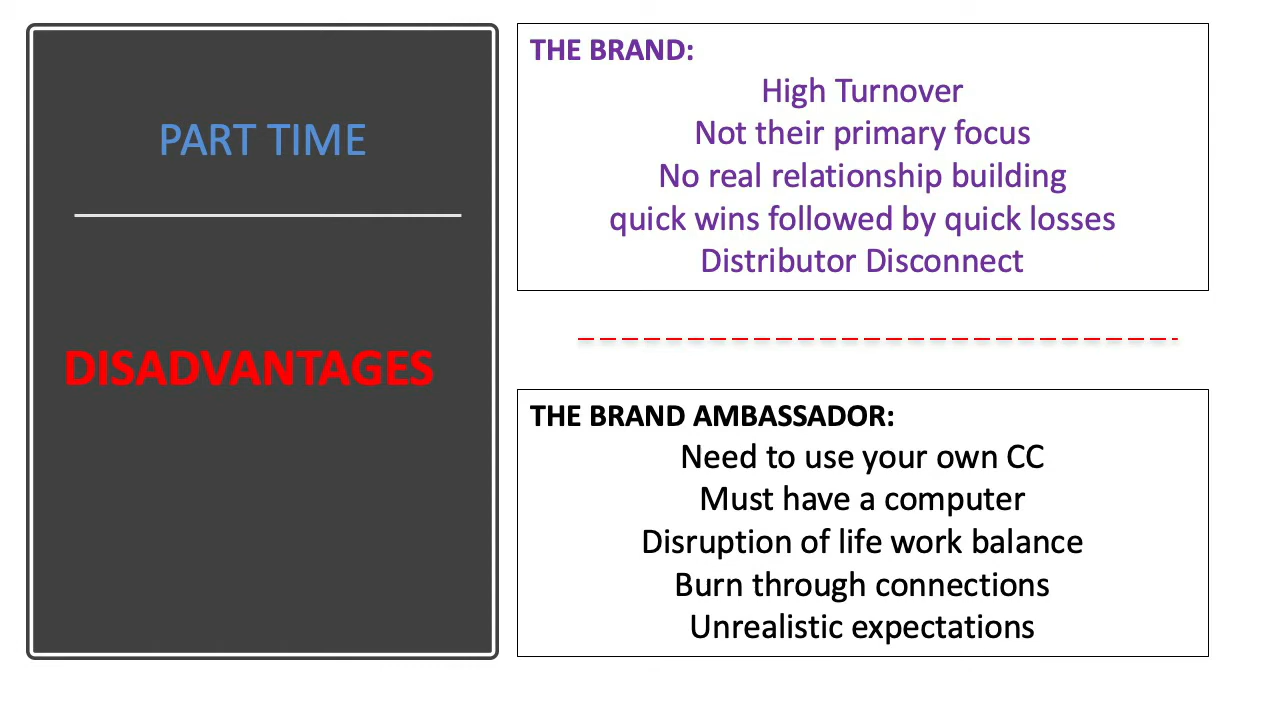 PART TIME
DISADVANTAGES
THE BRAND:
High Turnover
Not their primary focus
No real relationship building
quick wins followed by quick losses
Distributor Disconnect
THE BRAND AMBASSADOR:
Need to use your own CC
Must have a computer
Disruption of life work balance
Burn through connections
Unrealistic expectations